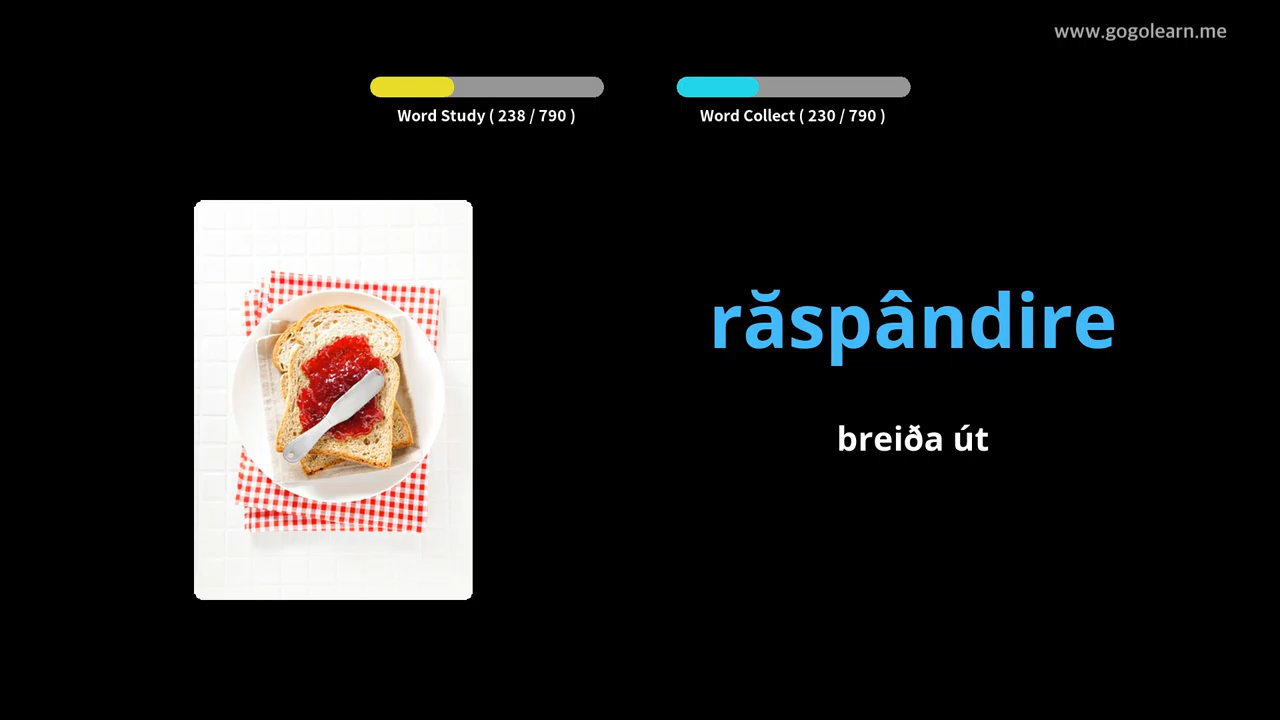 www.gogolearn.me
Word Study ( 238 / 790 )
Word Collect ( 230 / 790 )
răspândire
breiða út